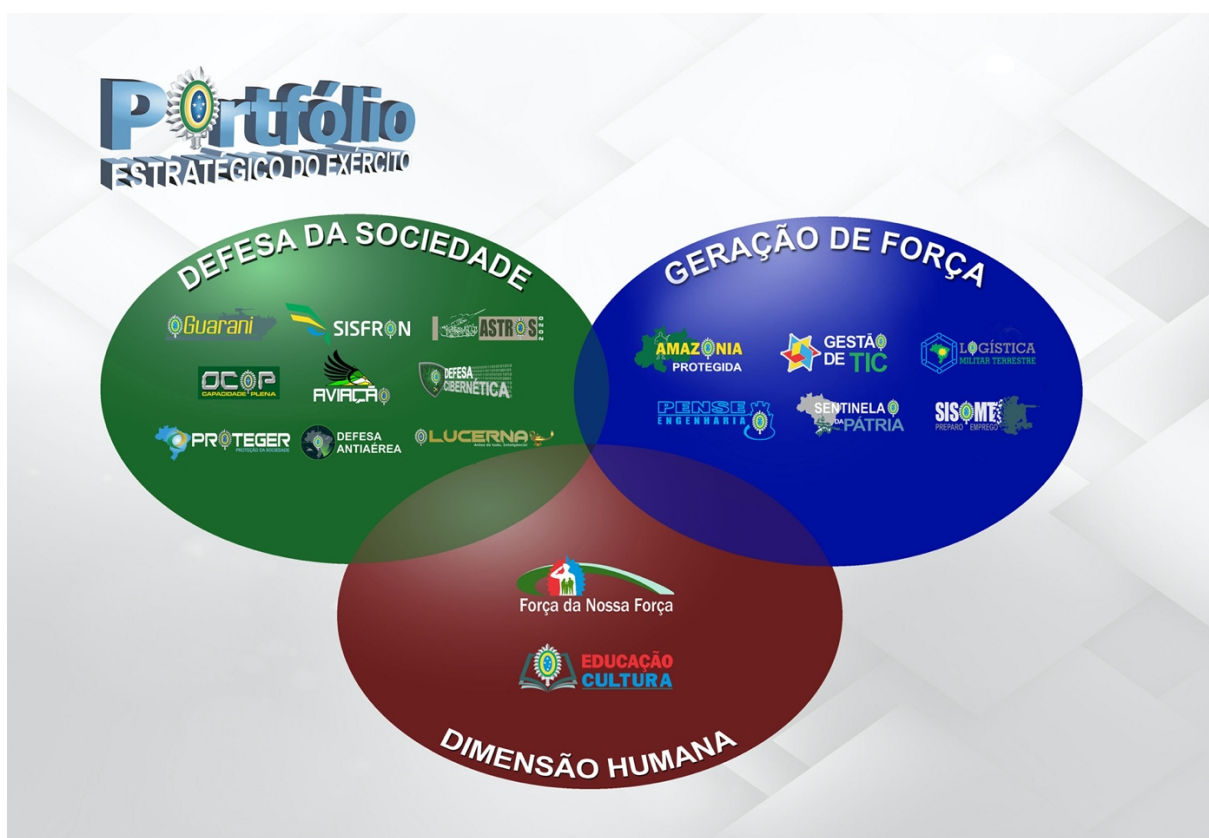 Portfólio
ESTRATÉGICO DO EXÉRCITO
DEFESA DA SOCIEDADE
Guarani
SISFRON
ASTROS 2020
OCOP
CAPACIDADE PLENA
AVIAÇÃO
DEFESA
CIBERNÉTICA
PROTEGER
PROTEÇÃO DA SOCIEDADE
DEFESA
ANTIAÉREA
LUCERNA
GERAÇÃO DE FORÇA
AMAZONIA
PROTEGIDA
GESTÃO
DE TIC
LOGÍSTICA
MILITAR TERRESTRE
PENSE
ENGENHARIA
SENTINELA
DA PÁTRIA
SISOMT
PREPARO EMPREGO
Força da Nossa Força
EDUCAÇÃO
CULTURA
DIMENSÃO HUMANA